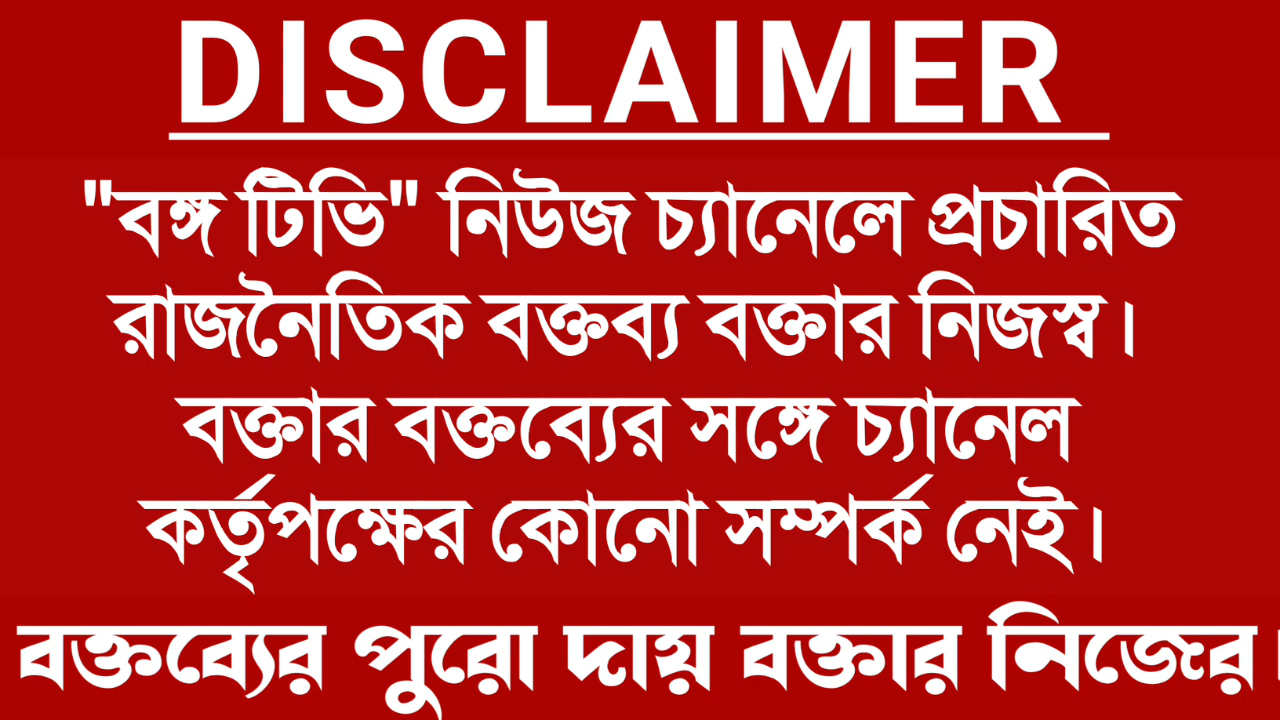 DISCLAIMER
"বঙ্গ টিভি" নিউজ চ্যানেলে প্রচারিত
রাজনৈতিক বক্তব্য বক্তার নিজস্ব।
বক্তার বক্তব্যের সঙ্গে চ্যানেল
কর্তৃপক্ষের কোনো সম্পর্ক নেই।
বক্তব্যের পুরো দায় বক্তার নিজের।